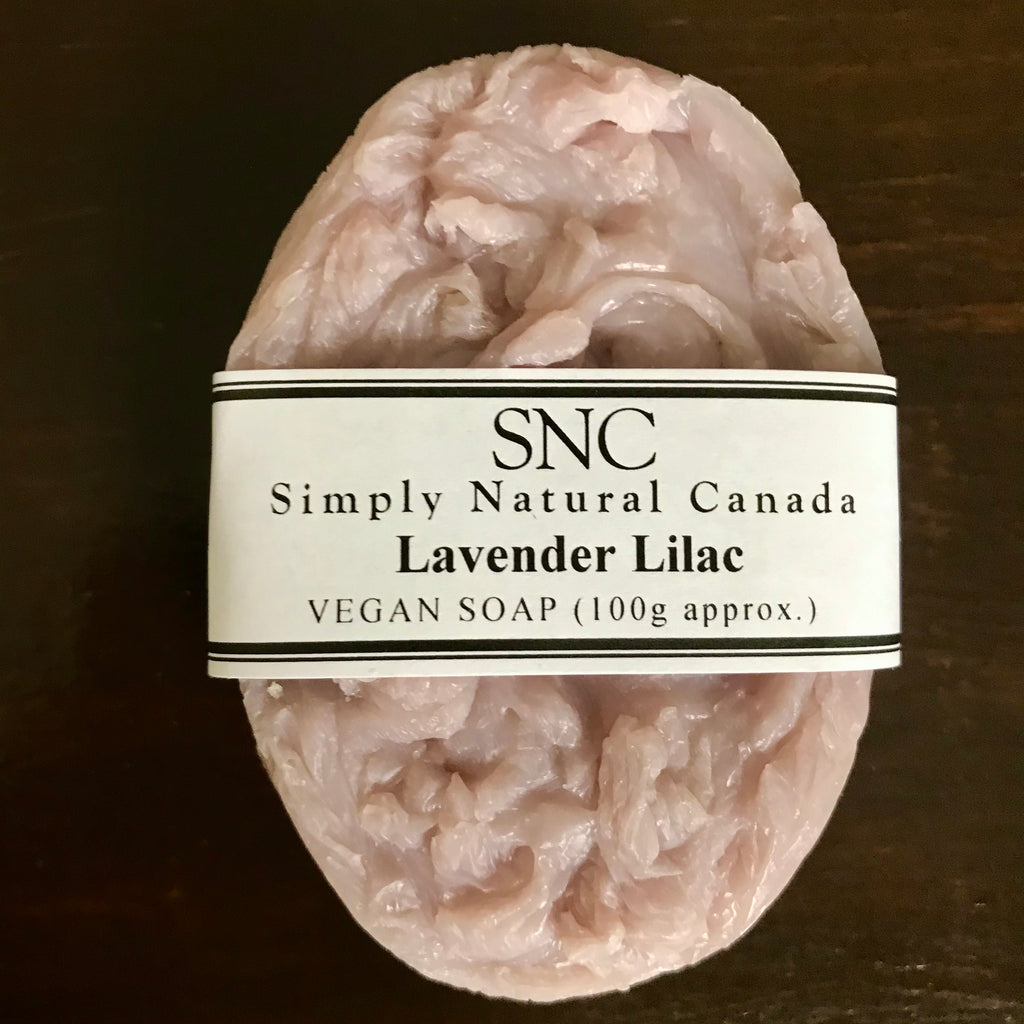 SNC
Simply Natural Canada
Lavender Lilac
VEGAN SOAP (100g approx.)